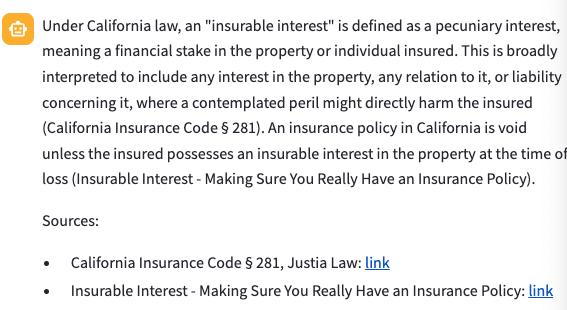 Under California law, an "insurable interest" is defined as a pecuniary interest,
meaning a financial stake in the property or individual insured. This is broadly
interpreted to include any interest in the property, any relation to it, or liability
concerning it, where a contemplated peril might directly harm the insured
(California Insurance Code § 281). An insurance policy in California is void
unless the insured possesses an insurable interest in the property at the time of
loss (Insurable Interest - Making Sure You Really Have an Insurance Policy).
Sources:
• California Insurance Code § 281, Justia Law: link
• Insurable Interest - Making Sure You Really Have an Insurance Policy: link